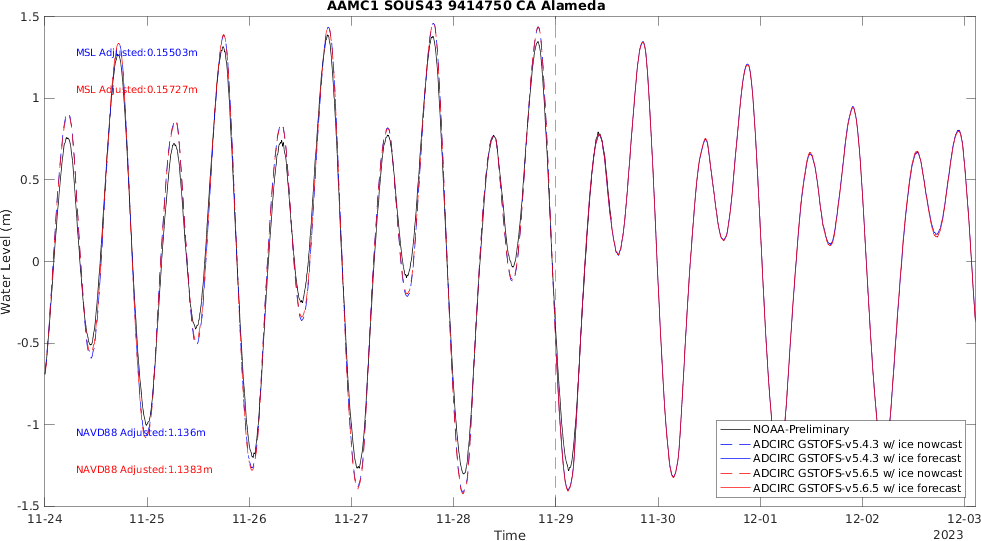 AAMC1 SOUS43 9414750 CA Alameda
1.5
1
0.5
0
-0.5
-1
-1.5
Water Level (m)
MSL Adjusted:0.15503m
MSL Adjusted:0.15727m
NAVD88 Adjusted:1.136m
NAVD88 Adjusted:1.1383m
NOAA-Preliminary
ADCIRC GSTOFS-v5.4.3 w/ ice nowcast
ADCIRC GSTOFS-v5.4.3 w/ ice forecast
ADCIRC GSTOFS-v5.6.5 w/ ice nowcast
ADCIRC GSTOFS-v5.6.5 w/ ice forecast
11-24 11-25 11-26 11-27 11-28 11-29 11-30 12-01 12-02 12-03
Time
2023